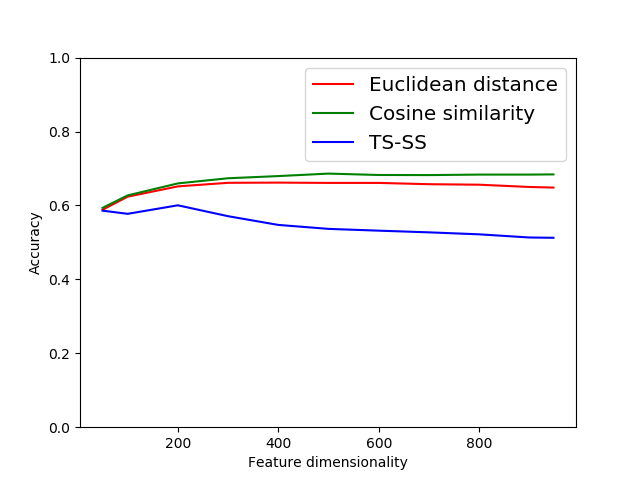 1.0
0.8
0.6
0.4
0.2
0.0
Accuracy
Euclidean distance
Cosine similarity
TS-SS
200 400 600 800
Feature dimensionality